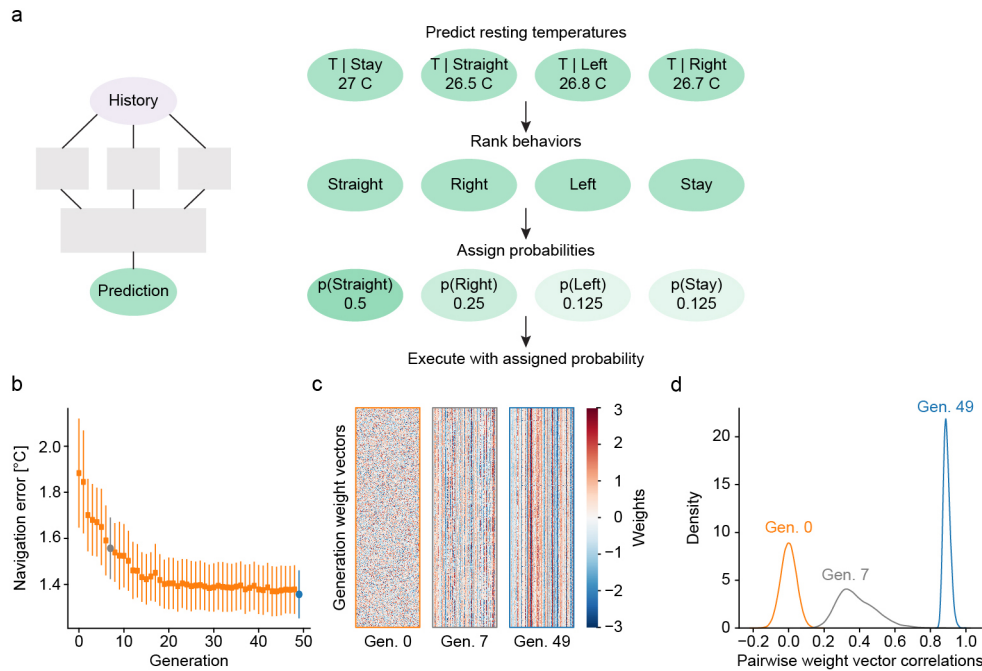 a
History
Prediction
Predict resting temperatures
T | Stay
27 C
T | Straight
26.5 C
T | Left
26.8 C
T | Right
26.7 C
Rank behaviors
Straight
Right
Left
Stay
Assign probabilities
p(Straight)
0.5
p(Right)
0.25
p(Left)
0.125
p(Stay)
0.125
Execute with assigned probability
b
Navigation error [°C]
2.0
1.8
1.6
1.4
0 10 20 30 40 50
Generation
c
Generation weight vectors
Gen. 0 Gen. 7 Gen. 49
3
2
1
0
−1
−2
−3
Weights
d
Density
20
15
10
5
0
Gen. 0
Gen. 7
Gen. 49
−0.2 0.0 0.2 0.4 0.6 0.8 1.0
Pairwise weight vector correlations